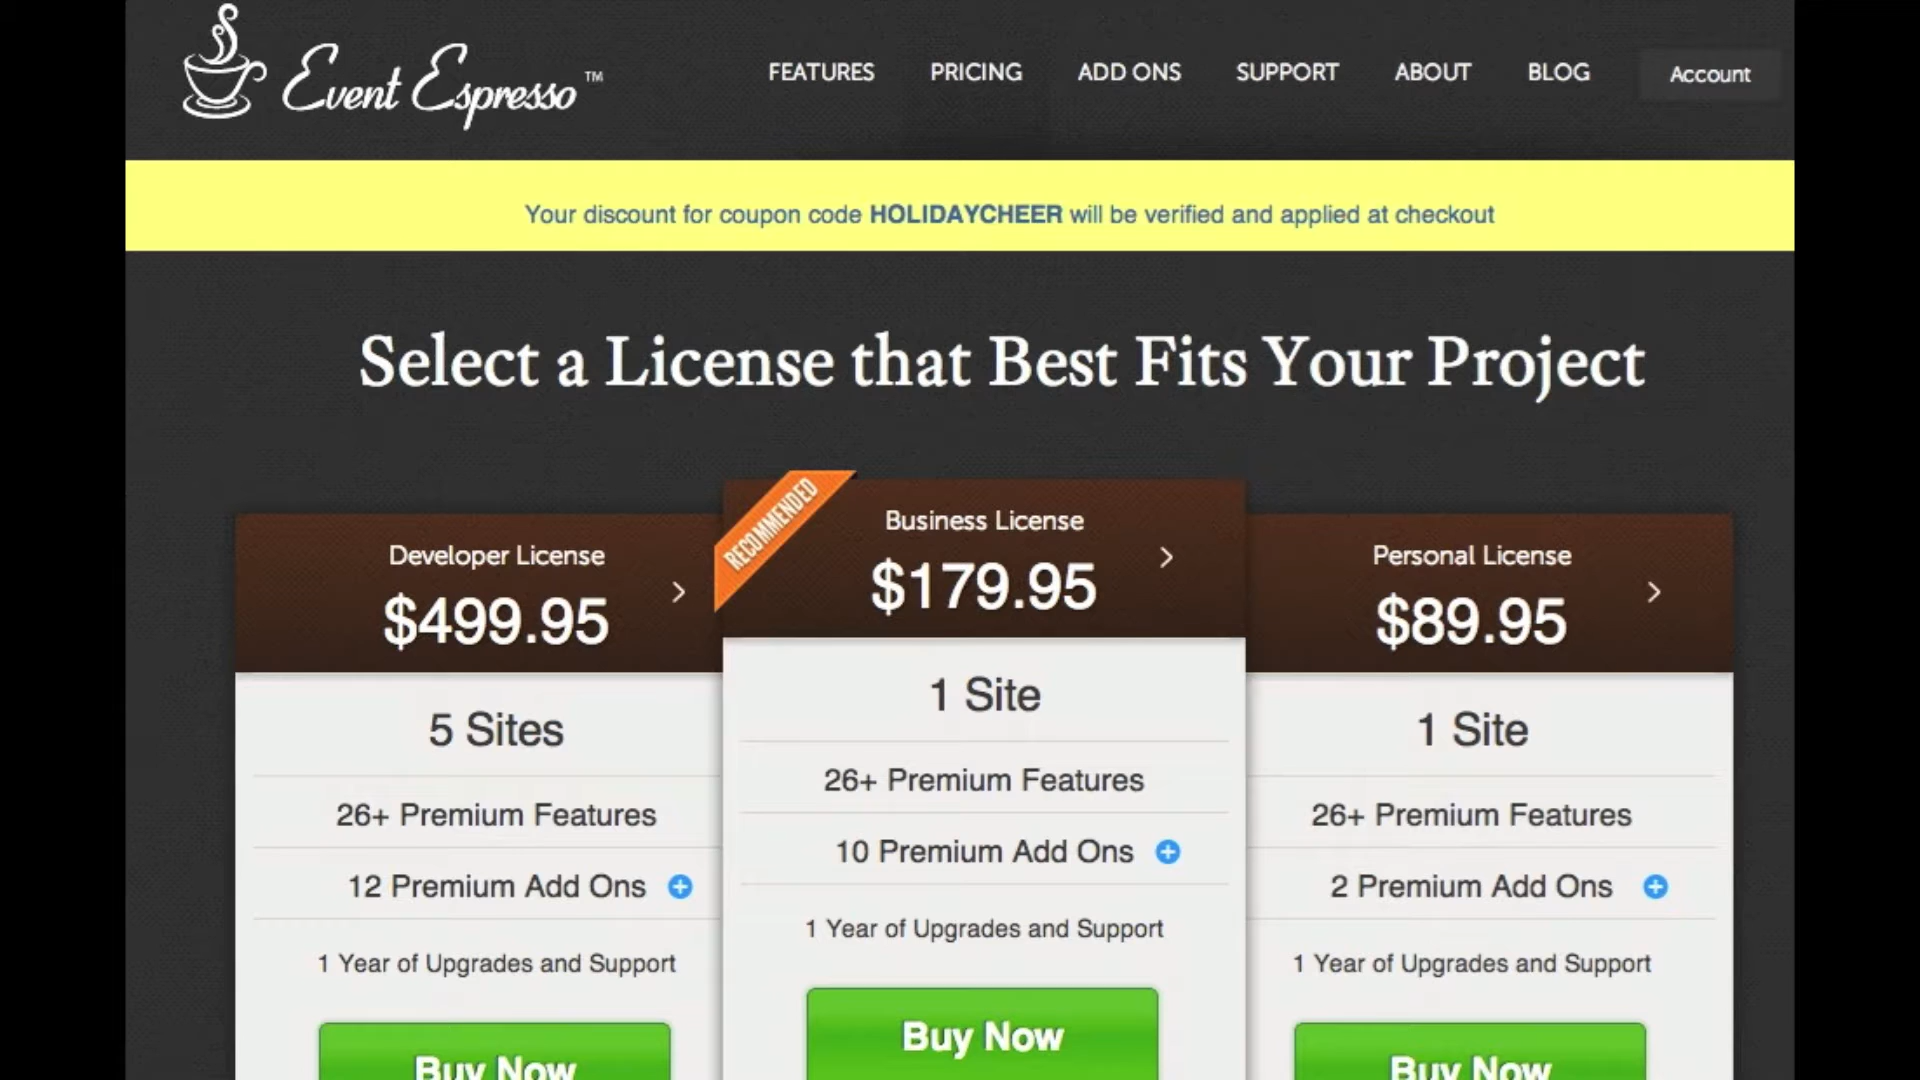 Event Espresso™
FEATURES
PRICING
ADD ONS
SUPPORT
ABOUT
BLOG
Account
Your discount for coupon code HOLIDAYCHEER will be verified and applied at checkout
Select a License that Best Fits Your Project
Developer License
$499.95
5 Sites
26+ Premium Features
12 Premium Add Ons
1 Year of Upgrades and Support
Buy Now
RECOMMENDED
Business License
$179.95
1 Site
26+ Premium Features
10 Premium Add Ons
1 Year of Upgrades and Support
Buy Now
Personal License
$89.95
1 Site
26+ Premium Features
2 Premium Add Ons
1 Year of Upgrades and Support
Buy Now